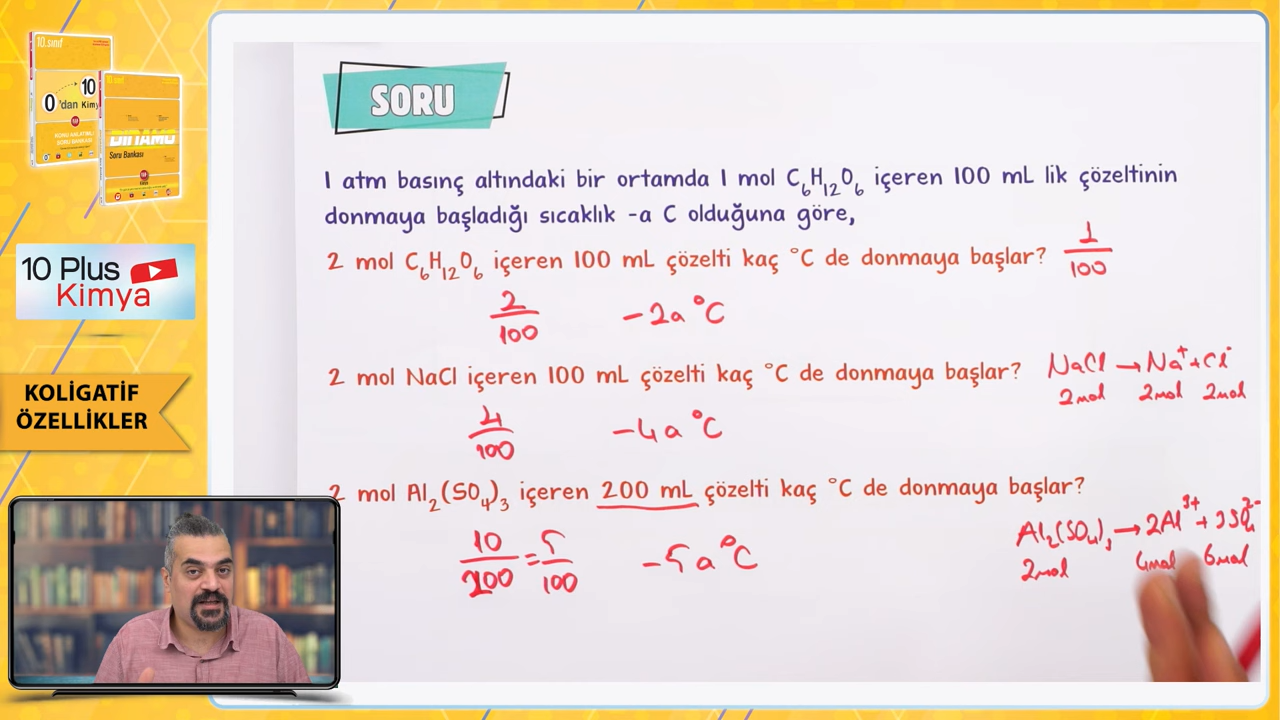 10.sınıf
0'dan 10
Kimya
KONU ANLATIMLI
SORU BANKASI
DİNAMO
Soru Bankası
10 Plus
Kimya
KOLİGATİF
ÖZELLİKLER
SORU
1 atm basınç altındaki bir ortamda 1 mol C₆H₁₂O₆ içeren 100 mL lik çözeltinin
donmaya başladığı sıcaklık -a C olduğuna göre,
2 mol C₆H₁₂O₆ içeren 100 mL çözelti kaç °C de donmaya başlar? 1/100
2/100 -2a °C
2 mol NaCl içeren 100 mL çözelti kaç °C de donmaya başlar? NaCl → Na⁺ + Cl⁻
2mol 2mol 2mol
4/100 -4a °C
2 mol Al₂(SO₄)₃ içeren 200 mL çözelti kaç °C de donmaya başlar?
Al₂(SO₄)₃ → 2Al³⁺ + 3SO₄²⁻
2mol 4mol 6mol
10/200 = 5/100 -5a °C